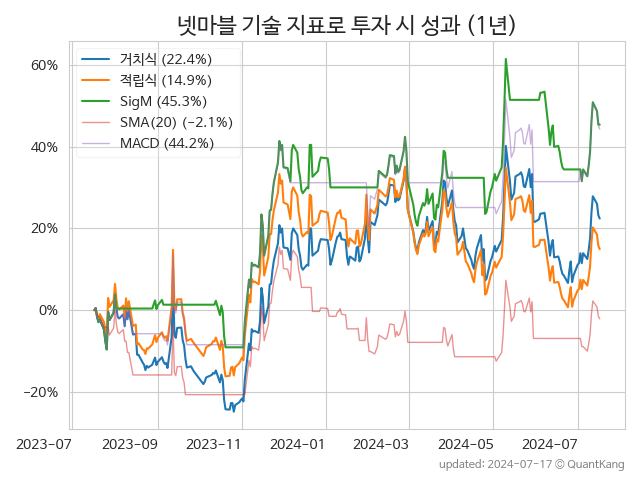 넷마블 기술 지표로 투자 시 성과 (1년)
거치식 (22.4%)
적립식 (14.9%)
SigM (45.3%)
SMA(20) (−2.1%)
MACD (44.2%)
60%
40%
20%
0%
−20%
2023-07
2023-09
2023-11
2024-01
2024-03
2024-05
2024-07
updated: 2024-07-17 © QuantKang